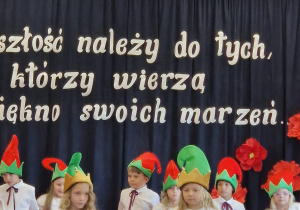 szłość należy do tych,
którzy wierzą
iękno swoich marzeń...